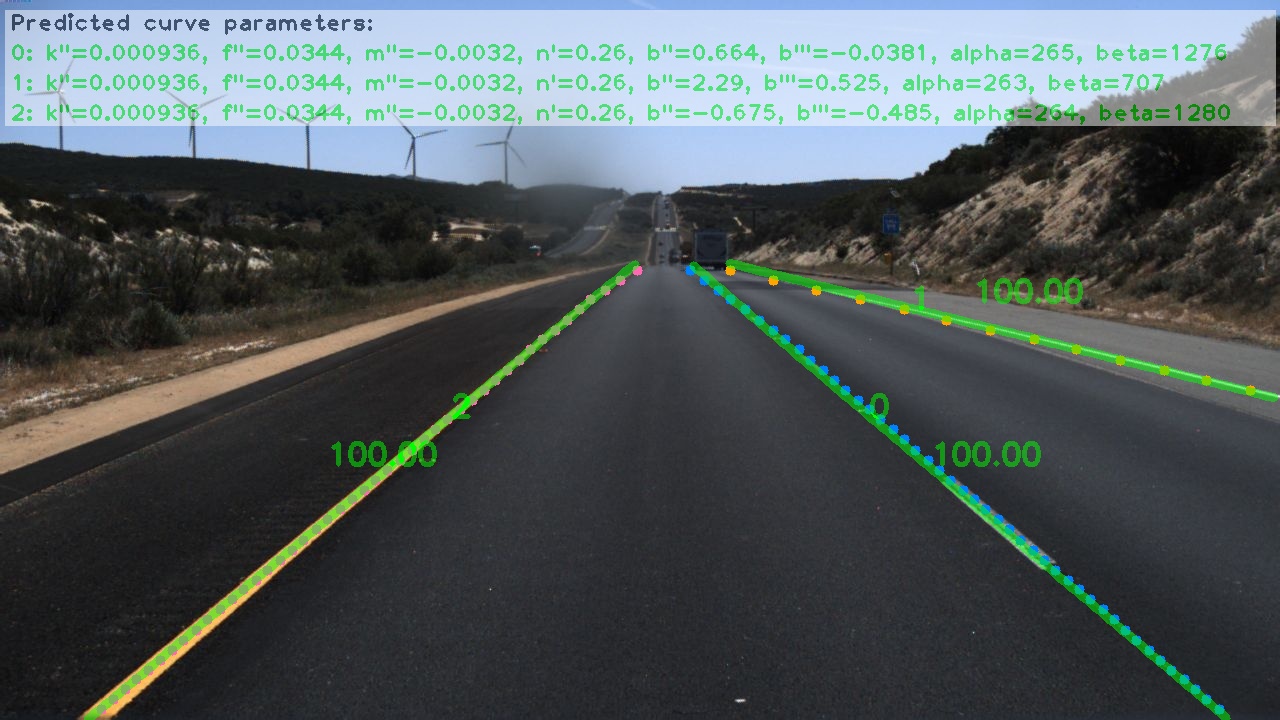 Predicted curve parameters:
0: k''=0.000936, f''=0.0344, m''=-0.0032, n'=0.26, b''=0.664, b'''=-0.0381, alpha=265, beta=1276
1: k''=0.000936, f''=0.0344, m''=-0.0032, n'=0.26, b''=2.29, b'''=0.525, alpha=263, beta=707
2: k''=0.000936, f''=0.0344, m''=-0.0032, n'=0.26, b''=-0.675, b'''=-0.485, alpha=264, beta=1280
1 100.00
2 0
100.00 100.00